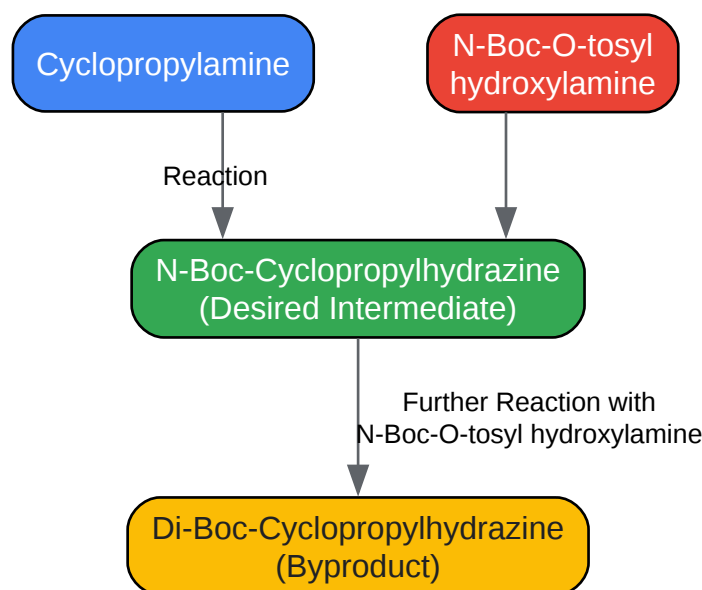 Cyclopropylamine
N-Boc-O-tosyl
hydroxylamine
Reaction
N-Boc-Cyclopropylhydrazine
(Desired Intermediate)
Further Reaction with
N-Boc-O-tosyl hydroxylamine
Di-Boc-Cyclopropylhydrazine
(Byproduct)